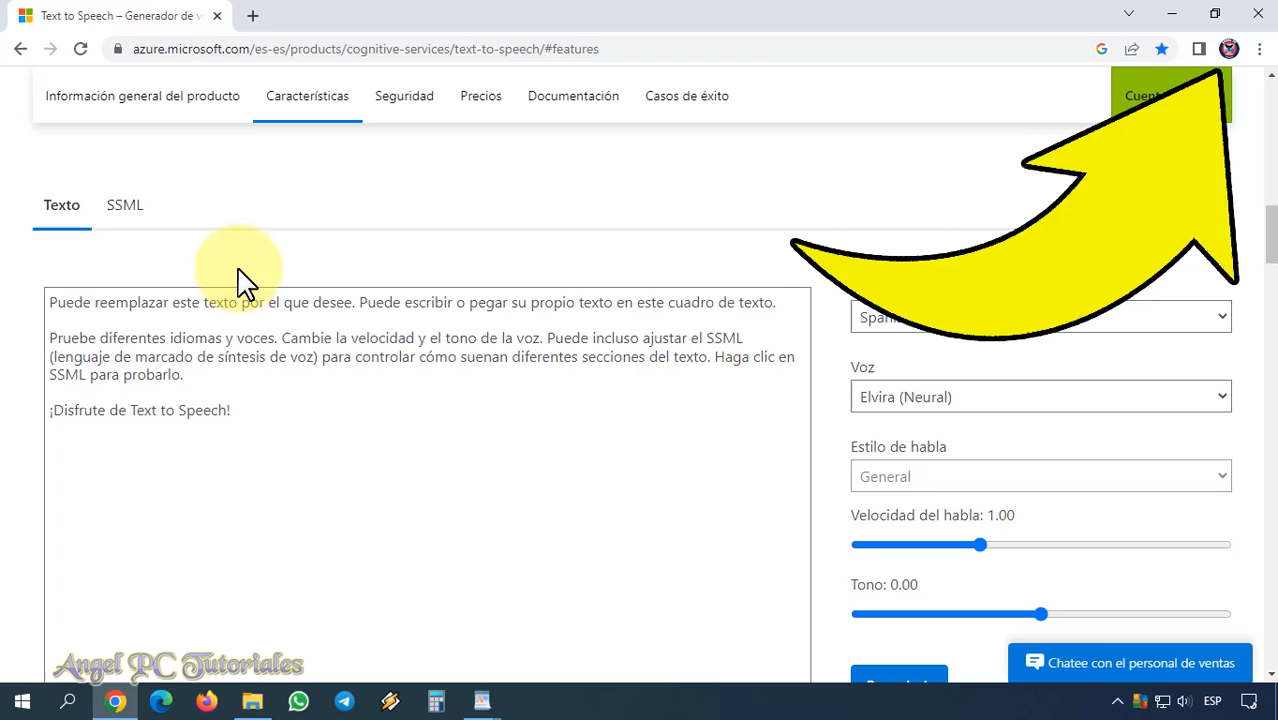 Text to Speech – Generador de v
azure.microsoft.com/es-es/products/cognitive-services/text-to-speech/#features
Información general del producto
Características
Seguridad
Precios
Documentación
Casos de éxito
Texto
SSML
Puede reemplazar este texto por el que desee. Puede escribir o pegar su propio texto en este cuadro de texto.
Pruebe diferentes idiomas y voces. Cambie la velocidad y el tono de la voz. Puede incluso ajustar el SSML
(lenguaje de marcado de síntesis de voz) para controlar cómo suenan diferentes secciones del texto. Haga clic en
SSML para probarlo.
¡Disfrute de Text to Speech!
Voz
Elvira (Neural)
Estilo de habla
General
Velocidad del habla: 1.00
Tono: 0.00
Chatee con el personal de ventas
Angel PC Tutoriales
ESP